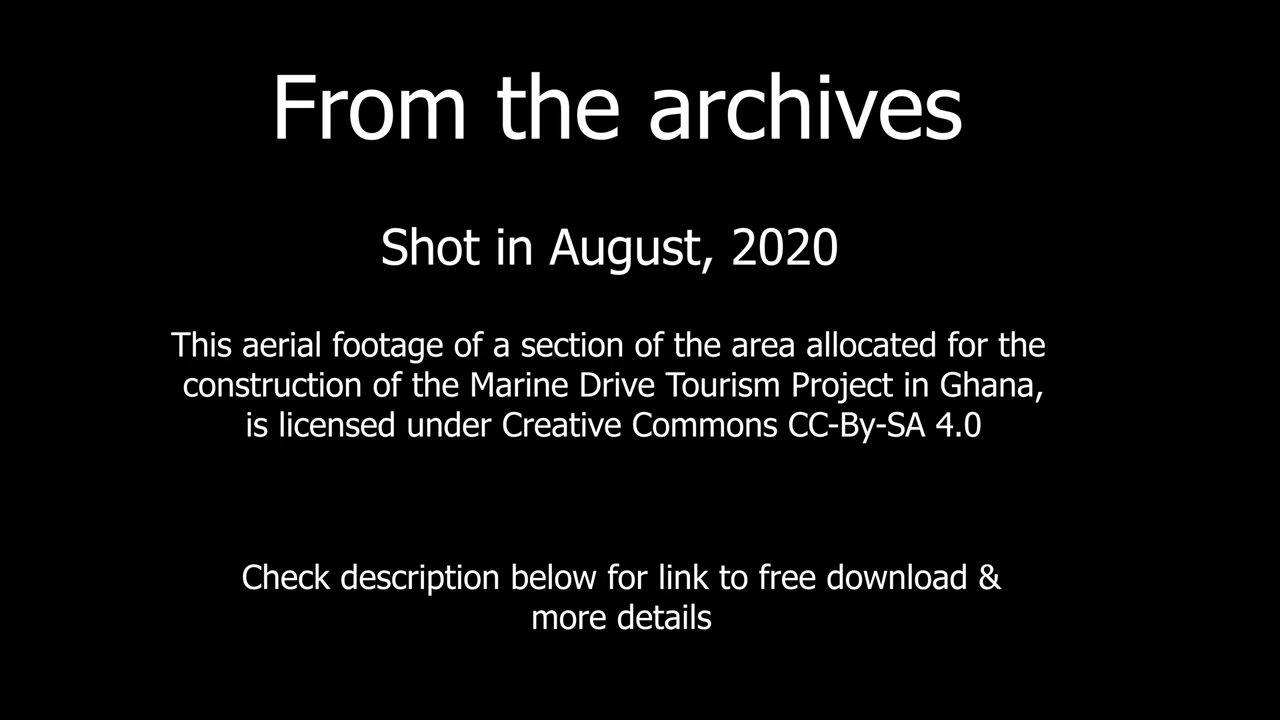 From the archives
Shot in August, 2020
This aerial footage of a section of the area allocated for the
construction of the Marine Drive Tourism Project in Ghana,
is licensed under Creative Commons CC-By-SA 4.0
Check description below for link to free download &
more details